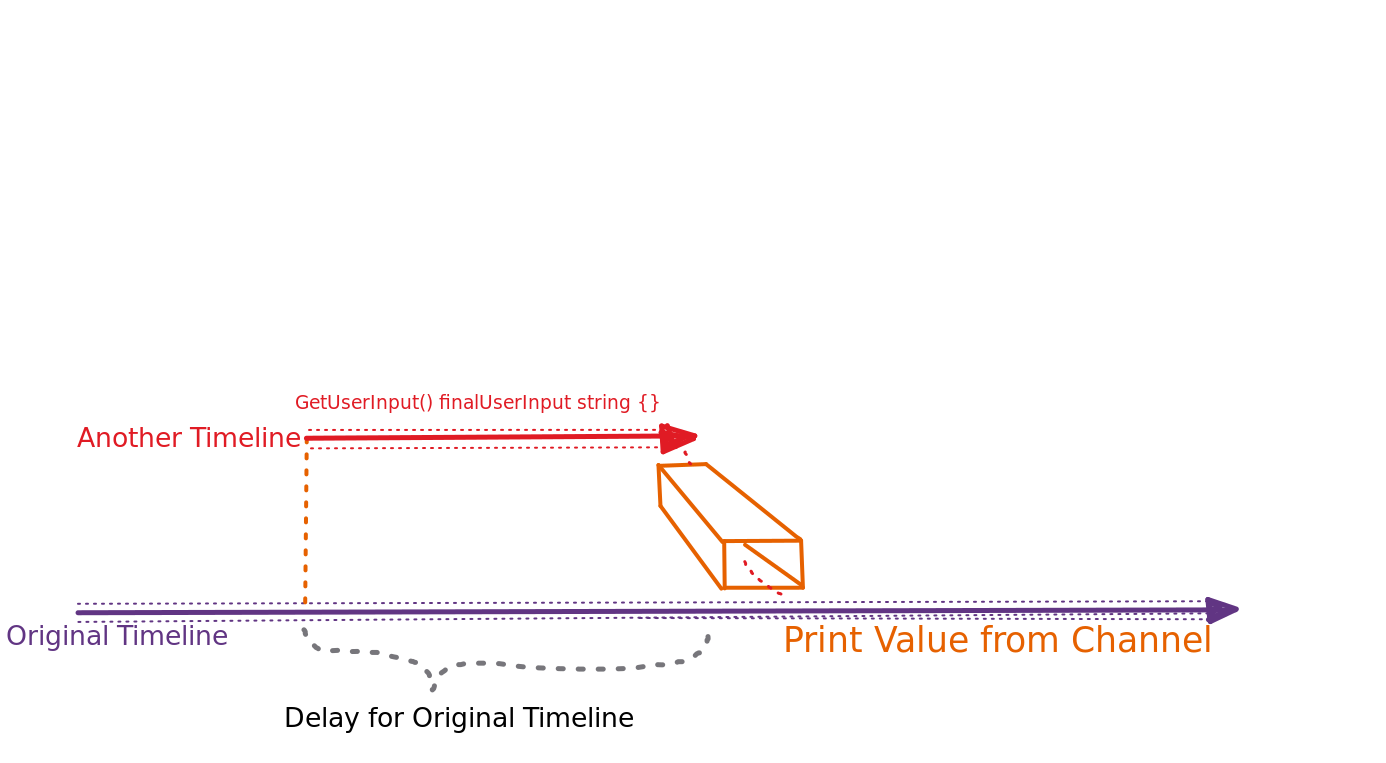 GetUserInput() finalUserInput string {}
Another Timeline
Original Timeline
Print Value from Channel
Delay for Original Timeline